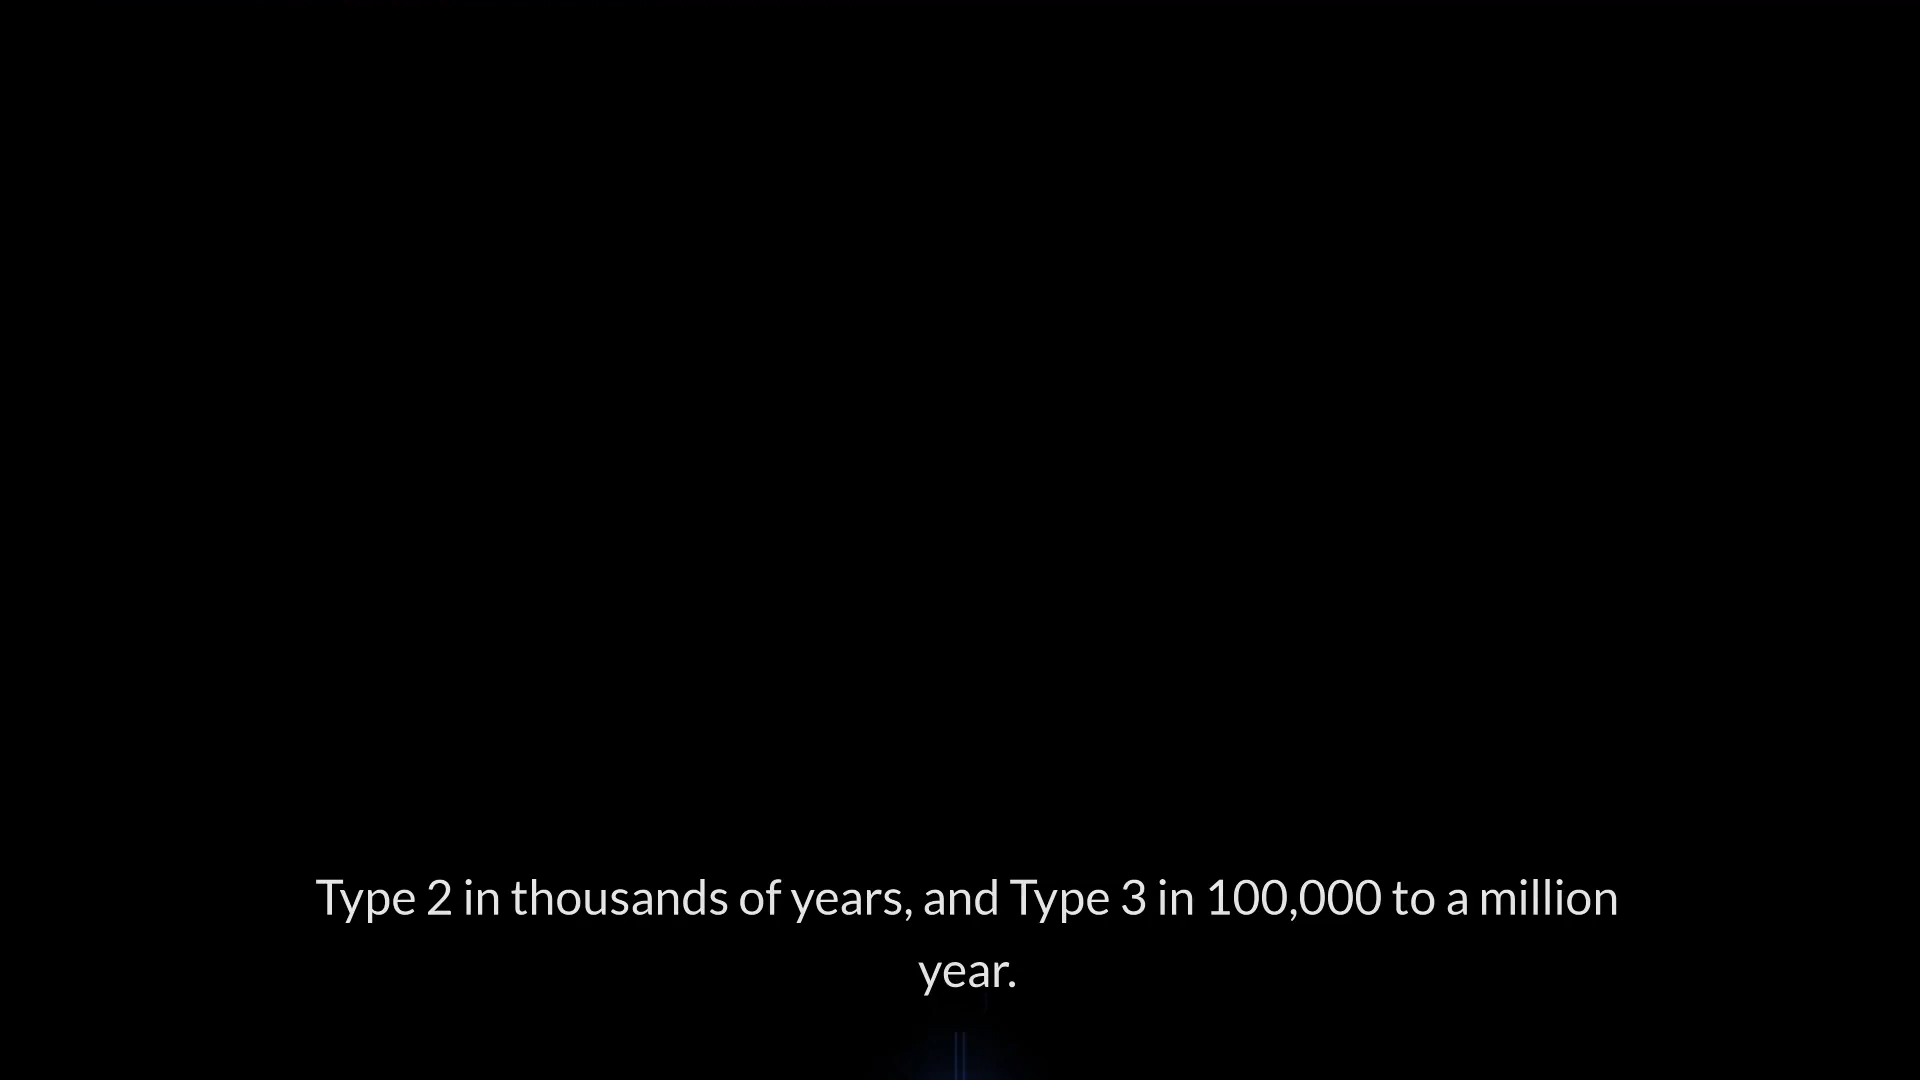 Type 2 in thousands of years, and Type 3 in 100,000 to a million
year.